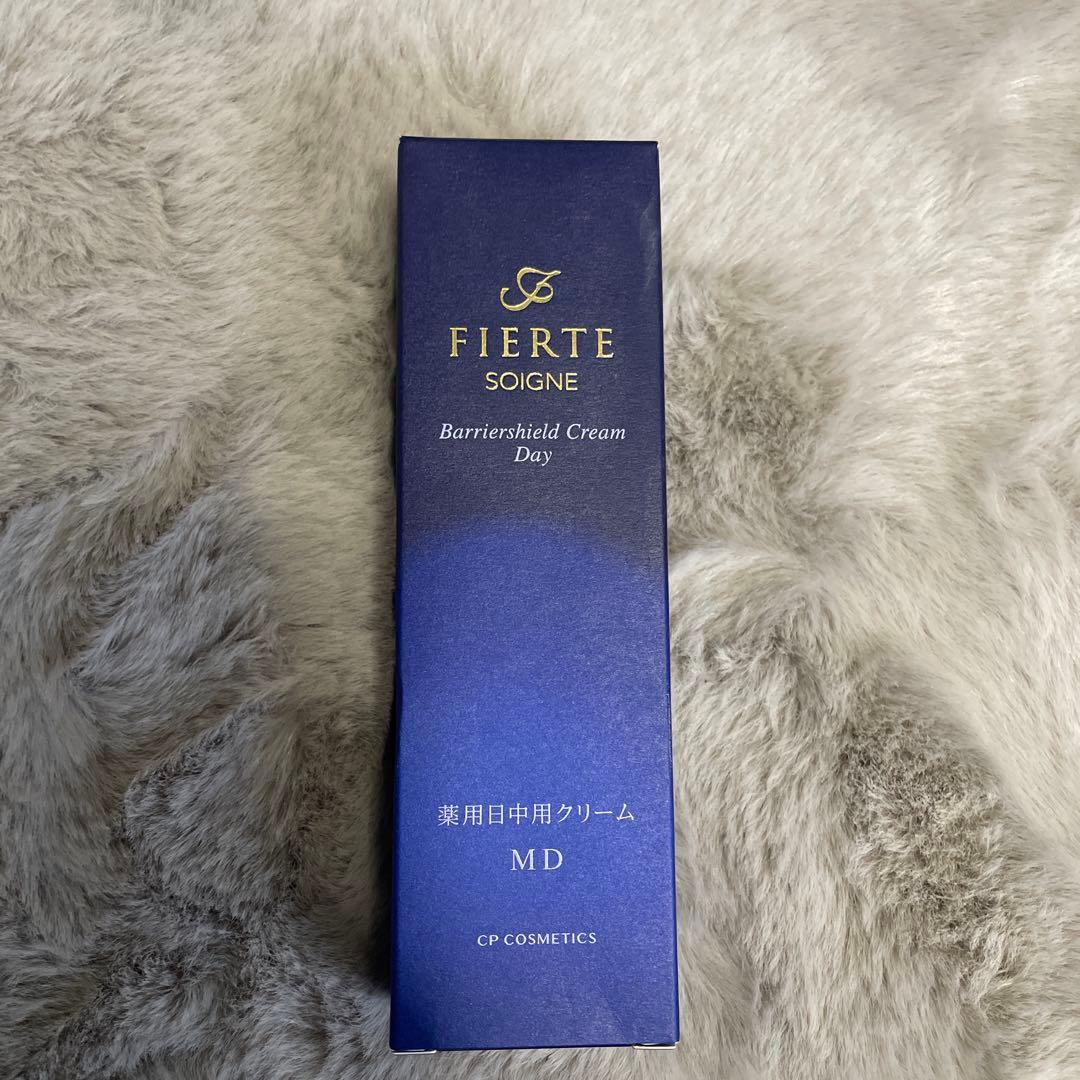 FIERTE
SOIGNE
Barriershield Cream
Day
薬用日中用クリーム
MD
CP COSMETICS